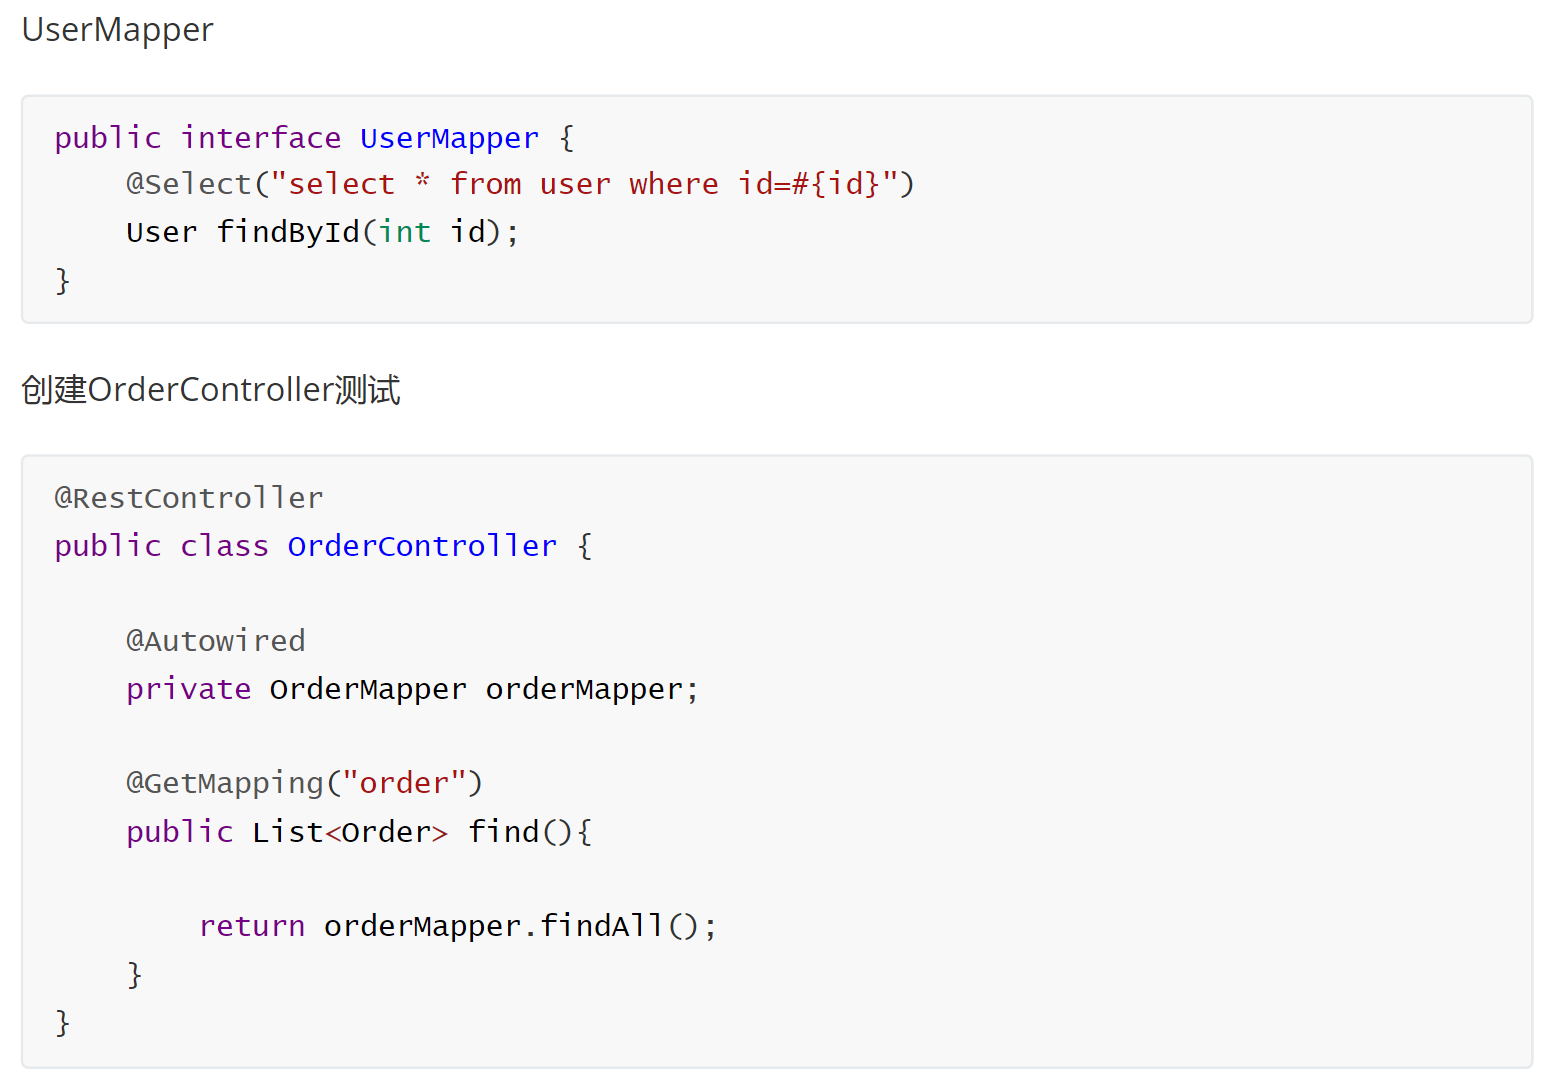 UserMapper
public interface UserMapper {
    @Select("select * from user where id=#{id}")
    User findById(int id);
}
创建OrderController测试
@RestController
public class OrderController {
    @Autowired
    private OrderMapper orderMapper;
    @GetMapping("order")
    public List<Order> find(){
        return orderMapper.findAll();
    }
}